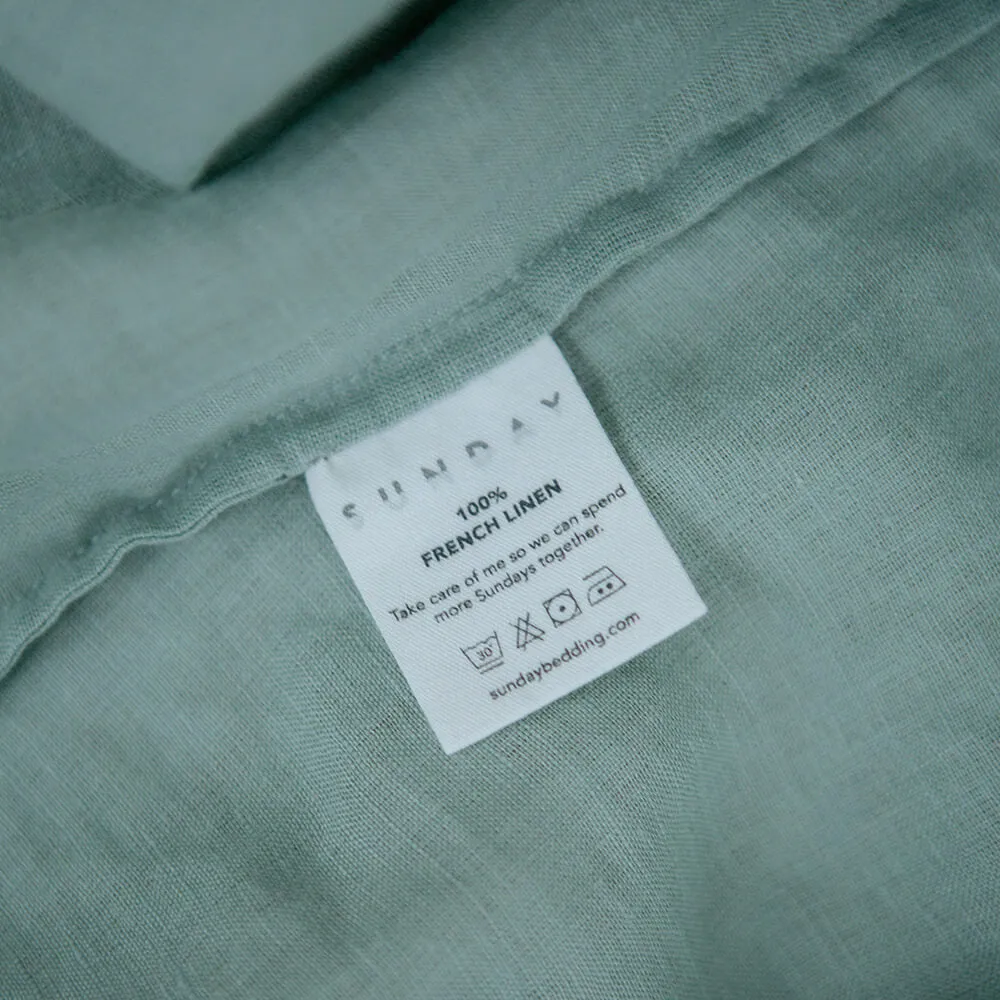 SUNDAY
100%
FRENCH LINEN
Take care of me so we can spend
more Sundays together.
30°
sundaybedding.com